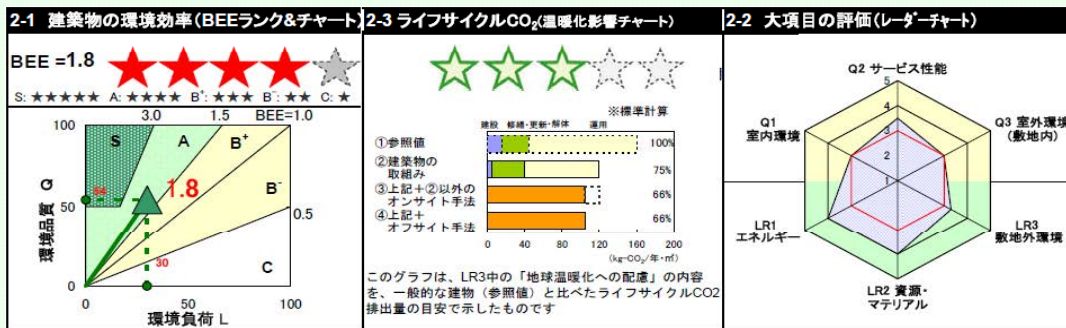 2-1 建築物の環境効率(BEEランク&チャート)
BEE =1.8
S: ★★★★★ A: ★★★★ B⁺: ★★★ B⁻: ★★ C: ★
3.0 1.5 BEE=1.0
100
S
A
B⁺
1.8
54
B⁻
50
0.5
30
C
0
0 50 100
環境品質 Q
環境負荷 L
2-3 ライフサイクルCO₂(温暖化影響チャート)
※標準計算
建設 修繕・更新・解体 運用
①参照値 100%
②建築物の
取組み 75%
③上記+②以外の
オンサイト手法 66%
④上記+
オフサイト手法 66%
0 40 80 120 160 200
(kg-CO₂/年・㎡)
このグラフは、LR3中の「地球温暖化への配慮」の内容
を、一般的な建物（参照値）と比べたライフサイクルCO2
排出量の目安で示したものです
2-2 大項目の評価(レーダーチャート)
Q2 サービス性能
5
4
3
2
1
Q1
室内環境
Q3 室外環境
(敷地内)
LR1
エネルギー
LR3
敷地外環境
LR2 資源・
マテリアル